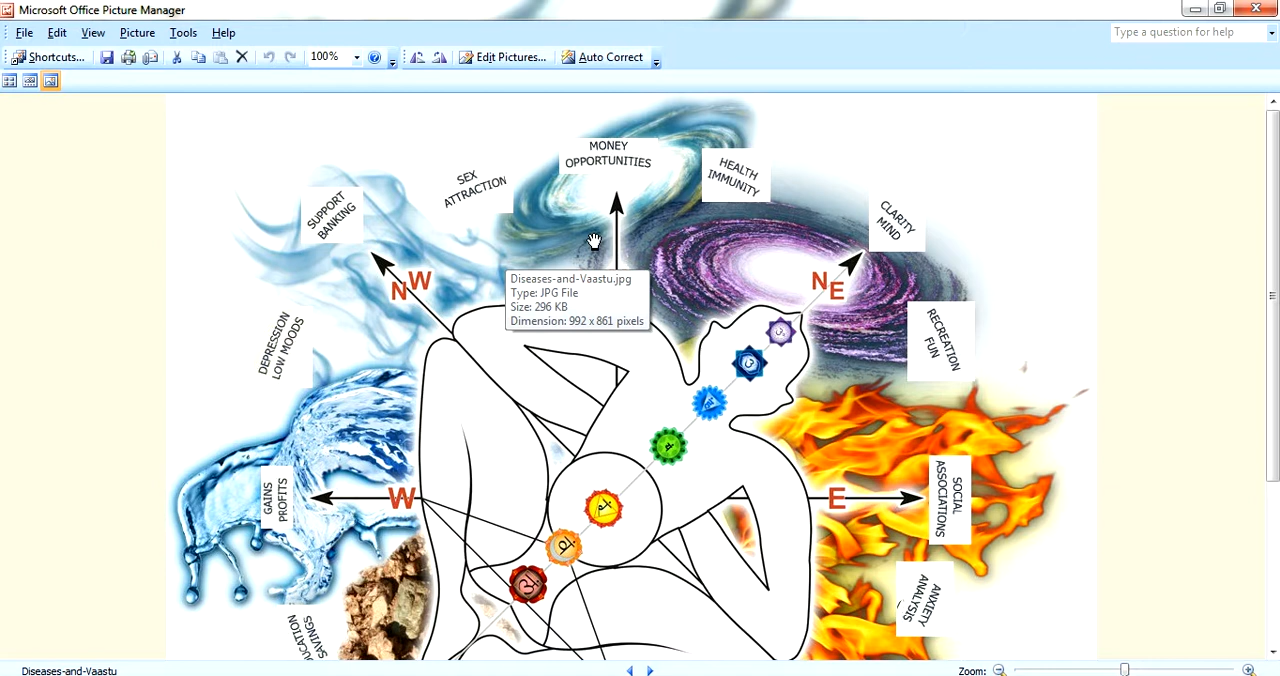 Microsoft Office Picture Manager
File Edit View Picture Tools Help
Type a question for help
Shortcuts...
100%
Edit Pictures...
Auto Correct
MONEY
OPPORTUNITIES
SEX
ATTRACTION
HEALTH
IMMUNITY
SUPPORT
BANKING
CLARITY
MIND
NW
NE
Diseases-and-Vaastu.jpg
Type: JPG File
Size: 296 KB
Dimension: 992 x 861 pixels
DEPRESSION
LOW MOODS
RECREATION
FUN
GAINS
PROFITS
W
E
SOCIAL
ASSOCIATIONS
ANXIETY
ANALYSIS
UCATION
SAVINGS
Diseases-and-Vaastu
Zoom: